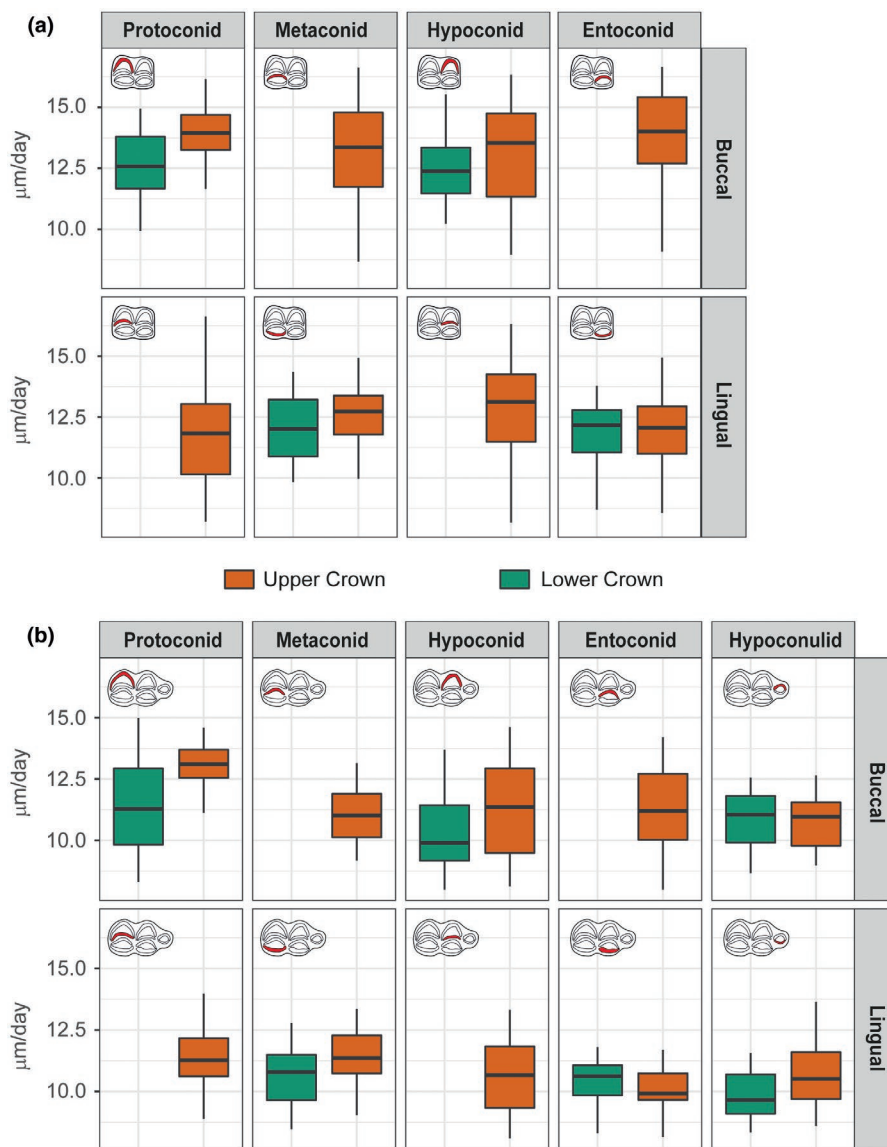 (a)
Protoconid Metaconid Hypoconid Entoconid
15.0
12.5
10.0
μm/day
Buccal
15.0
12.5
10.0
μm/day
Lingual
Upper Crown Lower Crown
(b)
Protoconid Metaconid Hypoconid Entoconid Hypoconulid
15.0
12.5
10.0
μm/day
Buccal
15.0
12.5
10.0
μm/day
Lingual